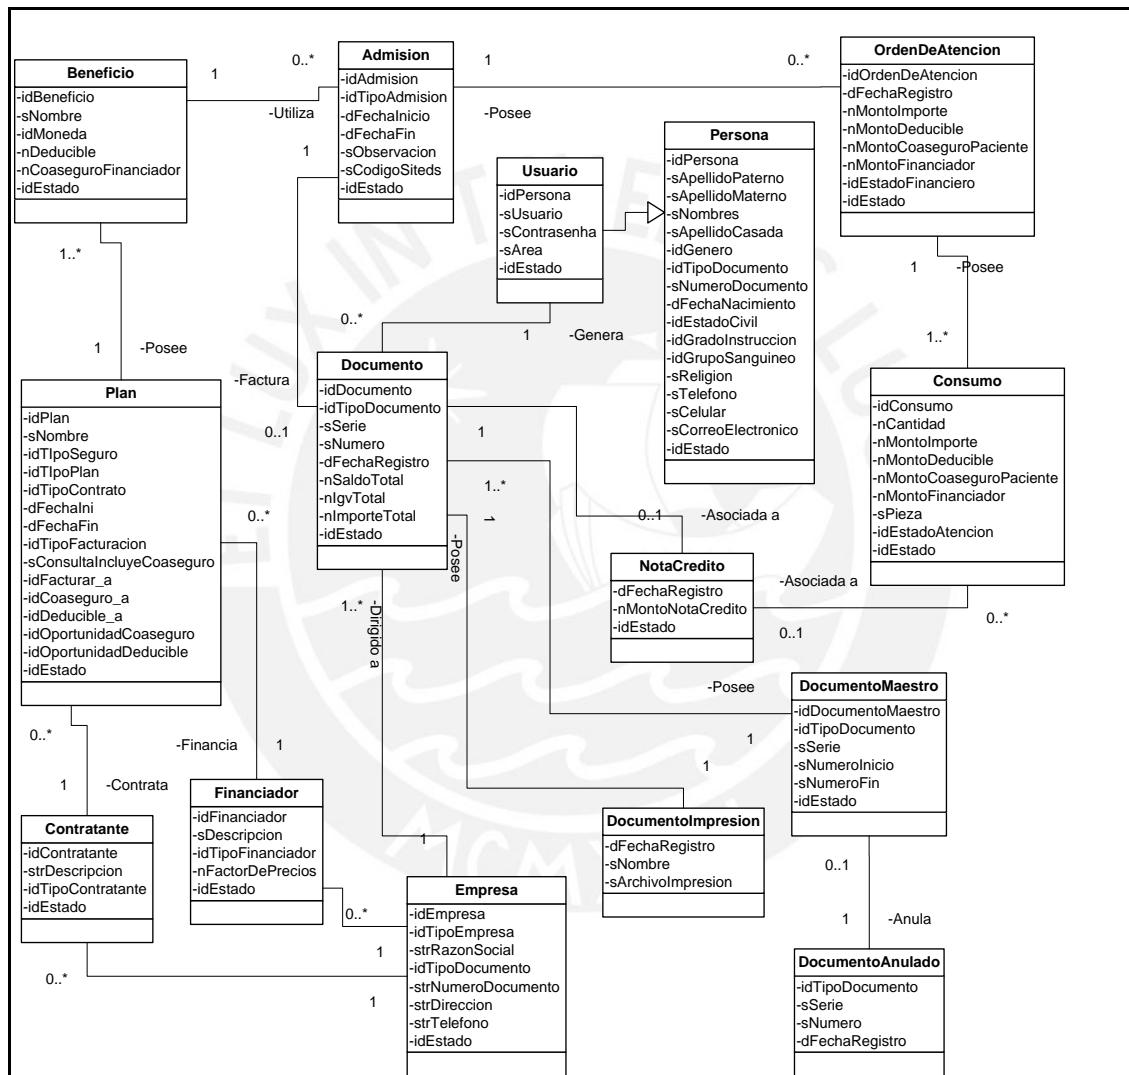 Beneficio
-idBeneficio
-sNombre
-idMoneda
-nDeducible
-nCoaseguroFinanciador
-idEstado
1
0..*
-Utiliza
Admision
-idAdmision
-idTipoAdmision
-dFechaInicio
-dFechaFin
-sObservacion
-sCodigoSiteds
-idEstado
1
0..*
-Posee
OrdenDeAtencion
-idOrdenDeAtencion
-dFechaRegistro
-nMontoImporte
-nMontoDeducible
-nMontoCoaseguroPaciente
-nMontoFinanciador
-idEstadoFinanciero
-idEstado
Persona
-idPersona
-sApellidoPaterno
-sApellidoMaterno
-sNombres
-sApellidoCasada
-idGenero
-idTipoDocumento
-sNumeroDocumento
-dFechaNacimiento
-idEstadoCivil
-idGradoInstruccion
-idGrupoSanguineo
-sReligion
-sTelefono
-sCelular
-sCorreoElectronico
-idEstado
Usuario
-idPersona
-sUsuario
-sContrasenha
-sArea
-idEstado
1
1..*
1
-Posee
0..*
1
-Genera
1
-Posee
1..*
-Factura
0..1
Documento
-idDocumento
-idTipoDocumento
-sSerie
-sNumero
-dFechaRegistro
-nSaldoTotal
-nIgvTotal
-nImporteTotal
-idEstado
Plan
-idPlan
-sNombre
-idTIpoSeguro
-idTIpoPlan
-idTipoContrato
-dFechaIni
-dFechaFin
-idTipoFacturacion
-sConsultaIncluyeCoaseguro
-idFacturar_a
-idCoaseguro_a
-idDeducible_a
-idOportunidadCoaseguro
-idOportunidadDeducible
-idEstado
Consumo
-idConsumo
-nCantidad
-nMontoImporte
-nMontoDeducible
-nMontoCoaseguroPaciente
-nMontoFinanciador
-sPieza
-idEstadoAtencion
-idEstado
1
1..*
1
-Posee
0..1
-Asociada a
0..*
1..*
-Dirigido a
NotaCredito
-dFechaRegistro
-nMontoNotaCredito
-idEstado
-Asociada a
0..1
0..*
-Posee
1
1
DocumentoMaestro
-idDocumentoMaestro
-idTipoDocumento
-sSerie
-sNumeroInicio
-sNumeroFin
-idEstado
0..*
-Financia
1
1
-Contrata
Financiador
-idFinanciador
-sDescripcion
-idTipoFinanciador
-nFactorDePrecios
-idEstado
Contratante
-idContratante
-strDescripcion
-idTipoContratante
-idEstado
DocumentoImpresion
-dFechaRegistro
-sNombre
-sArchivoImpresion
1
0..1
1
-Anula
Empresa
-idEmpresa
-idTipoEmpresa
-strRazonSocial
-idTipoDocumento
-strNumeroDocumento
-strDireccion
-strTelefono
-idEstado
0..*
1
0..*
1
DocumentoAnulado
-idTipoDocumento
-sSerie
-sNumero
-dFechaRegistro